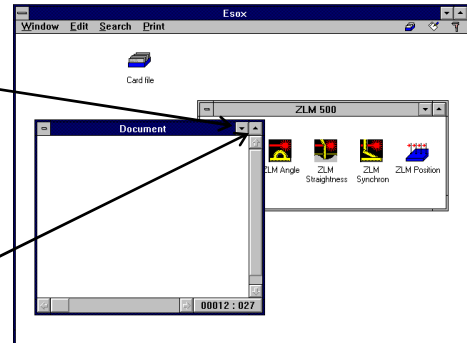 Esox
Window Edit Search Print
Card file
ZLM 500
Document
ZLM Angle ZLM Straightness ZLM Synchron ZLM Position
00012 : 027